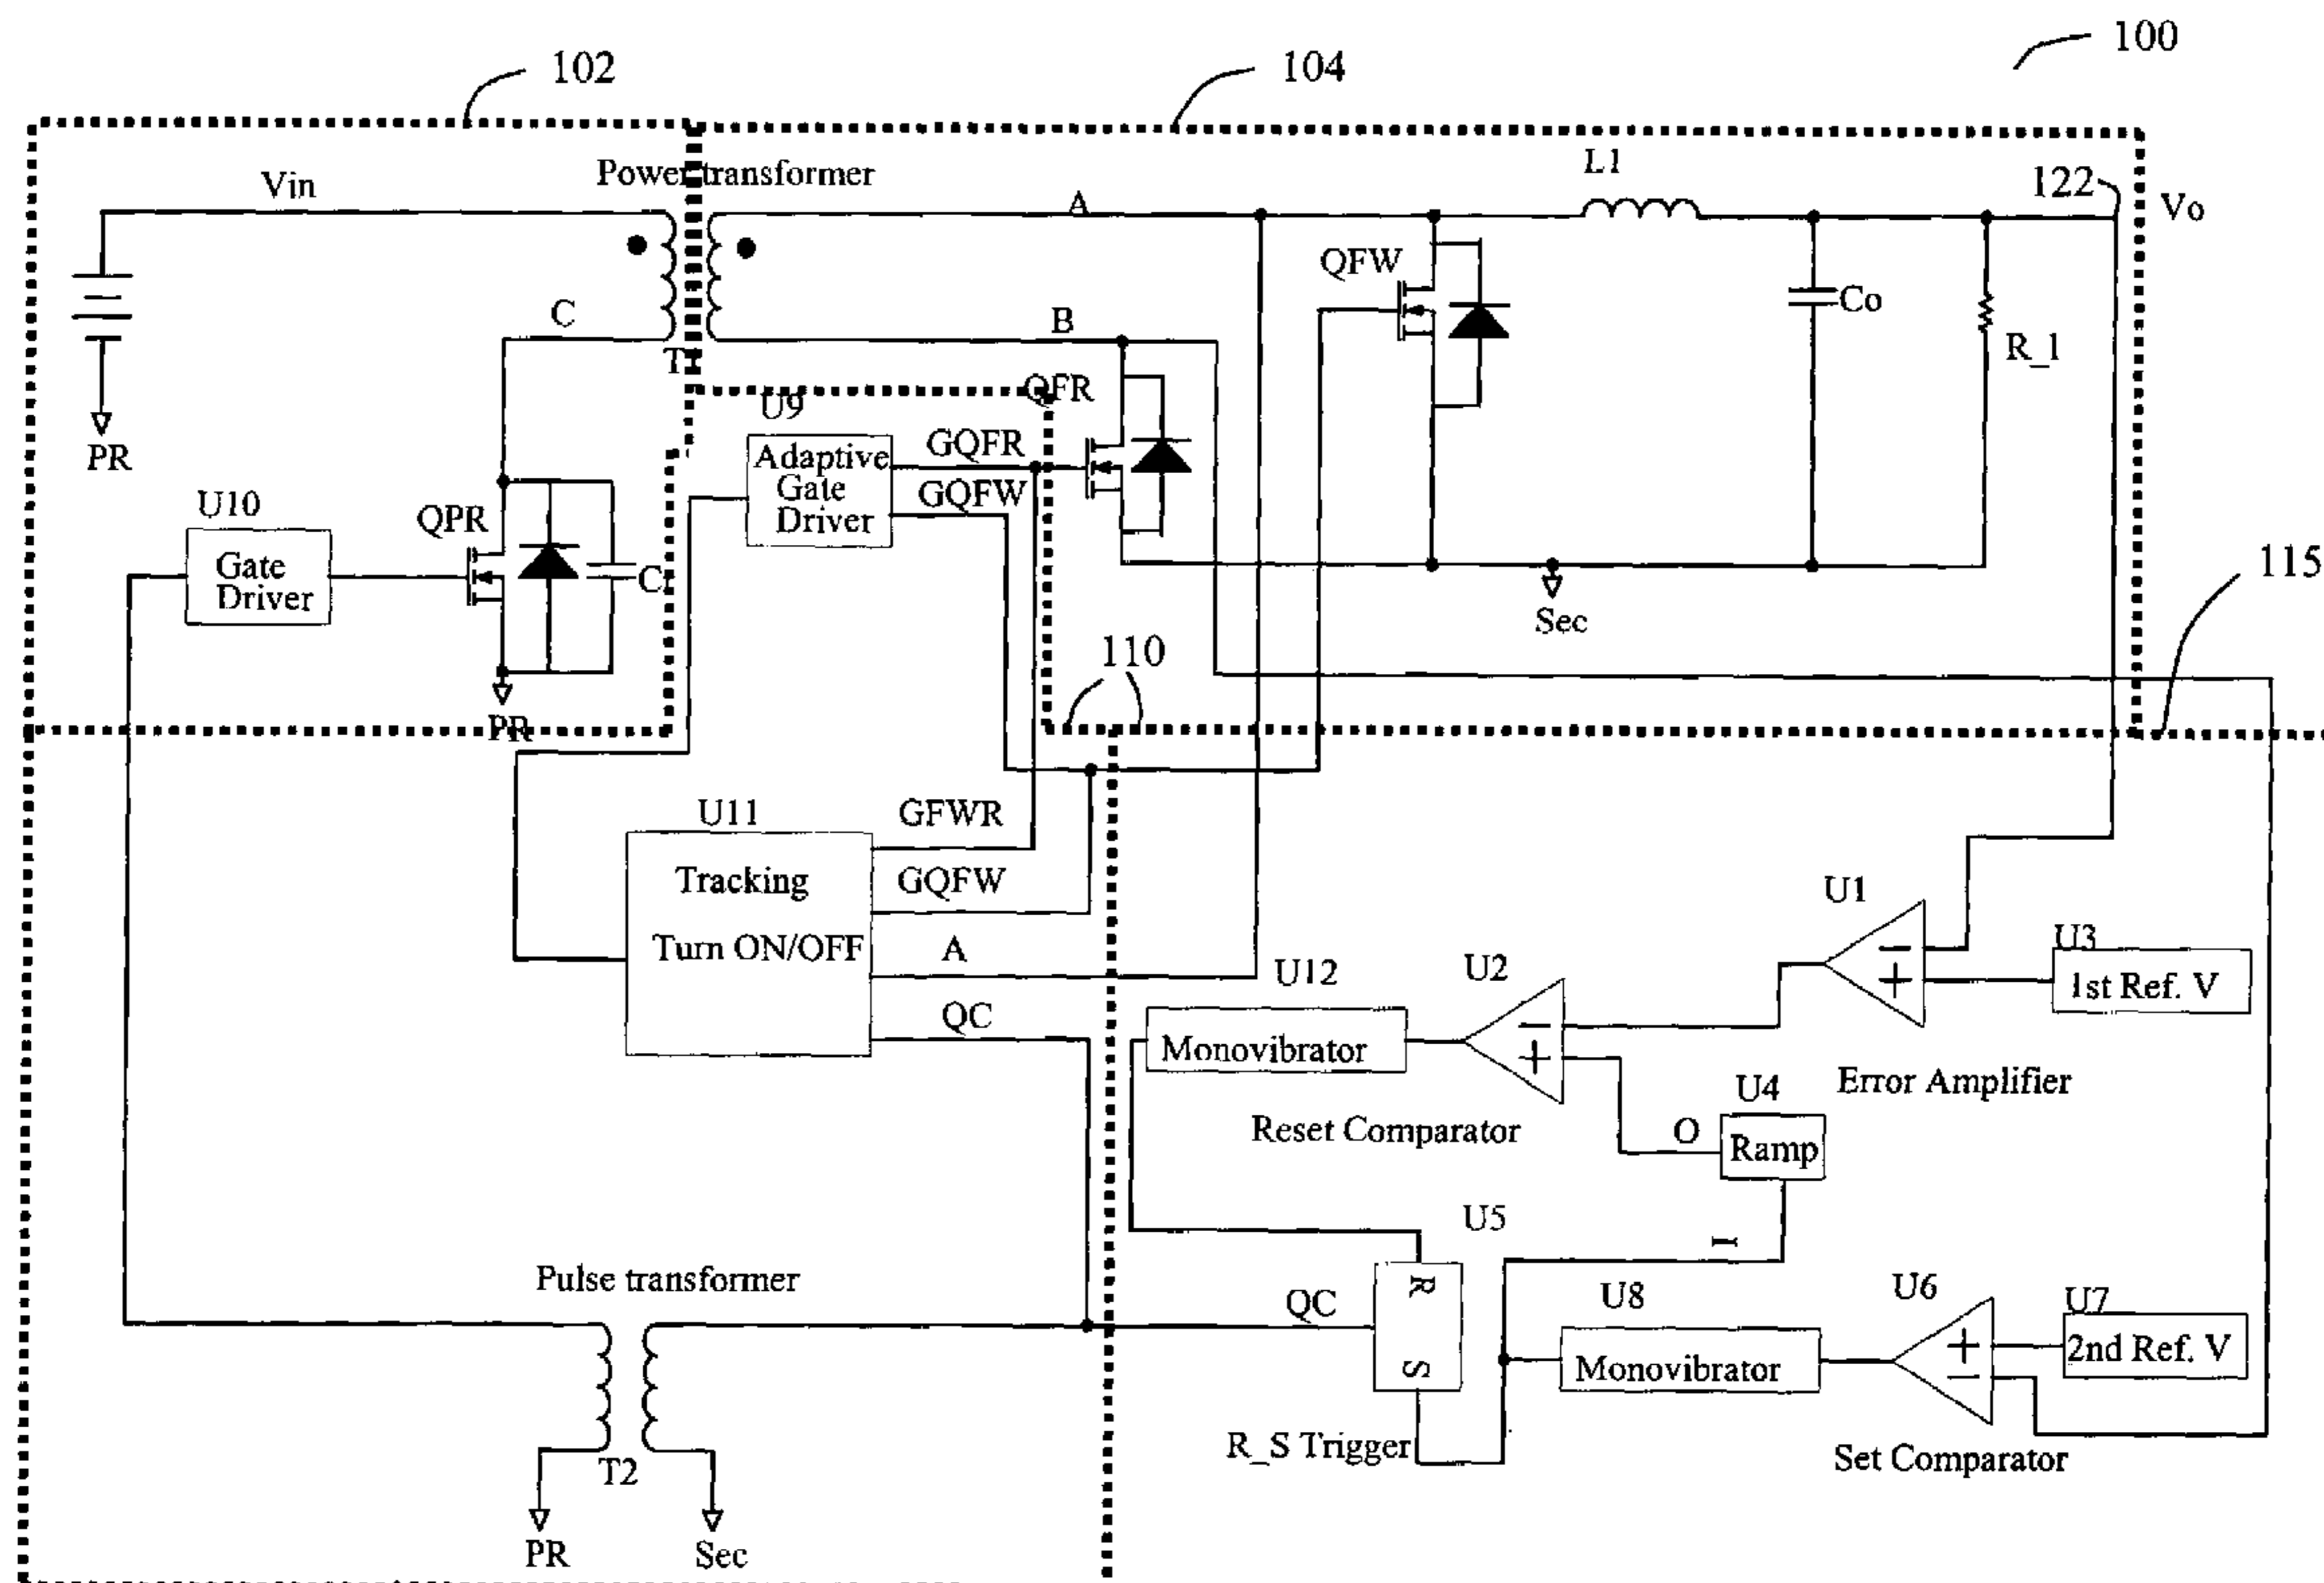 100
102
104
Power transformer
L1
122
Vo
Vin
A
QFW
C
B
Co
T1
R_1
QFR
U9
PR
GQFR
Adaptive
Gate
Driver
GQFW
U10
QPR
Gate
Driver
Sec
115
110
PR
U11
GFWR
Tracking
GQFW
U1
Turn ON/OFF
A
U3
1st Ref. V
U12
U2
QC
Monovibrator
−
+
−
+
Error Amplifier
U4
Reset Comparator
O
Ramp
U5
I
Pulse transformer
R
S
QC
U8
U6
U7
2nd Ref. V
Monovibrator
+
−
R_S Trigger
Set Comparator
T2
PR
Sec